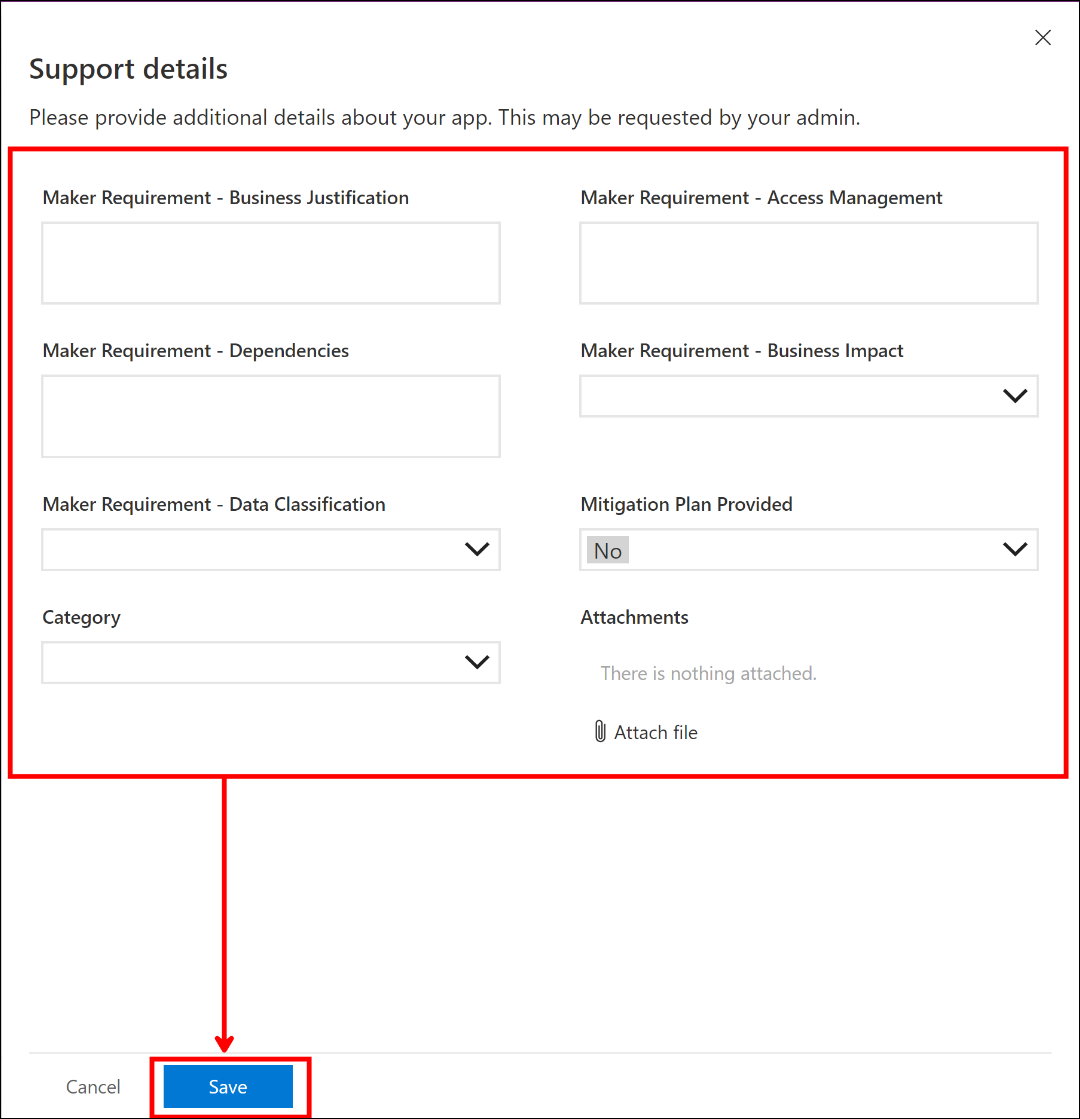 Support details
Please provide additional details about your app. This may be requested by your admin.
Maker Requirement - Business Justification
Maker Requirement - Access Management
Maker Requirement - Dependencies
Maker Requirement - Business Impact
Maker Requirement - Data Classification
Mitigation Plan Provided
No
Category
Attachments
There is nothing attached.
Attach file
Cancel
Save